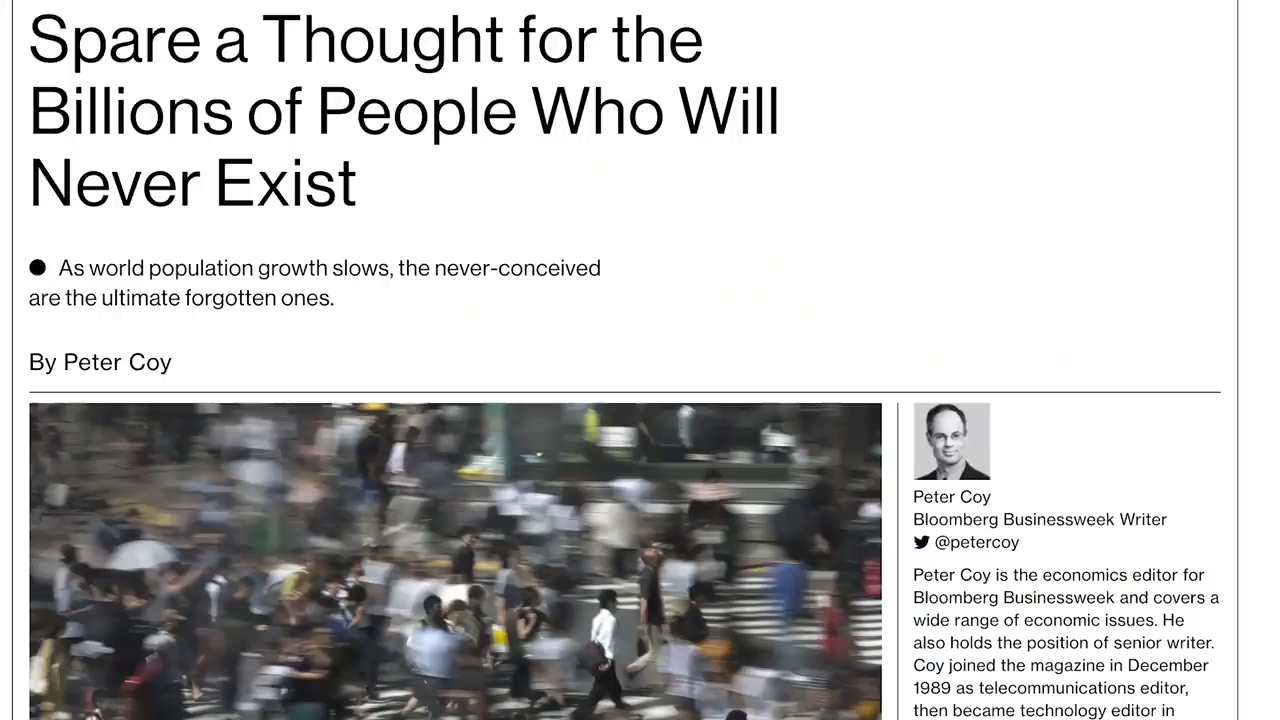 Spare a Thought for the
Billions of People Who Will
Never Exist
● As world population growth slows, the never-conceived
are the ultimate forgotten ones.
By Peter Coy
Peter Coy
Bloomberg Businessweek Writer
@petercoy
Peter Coy is the economics editor for
Bloomberg Businessweek and covers a
wide range of economic issues. He
also holds the position of senior writer.
Coy joined the magazine in December
1989 as telecommunications editor,
then became technology editor in